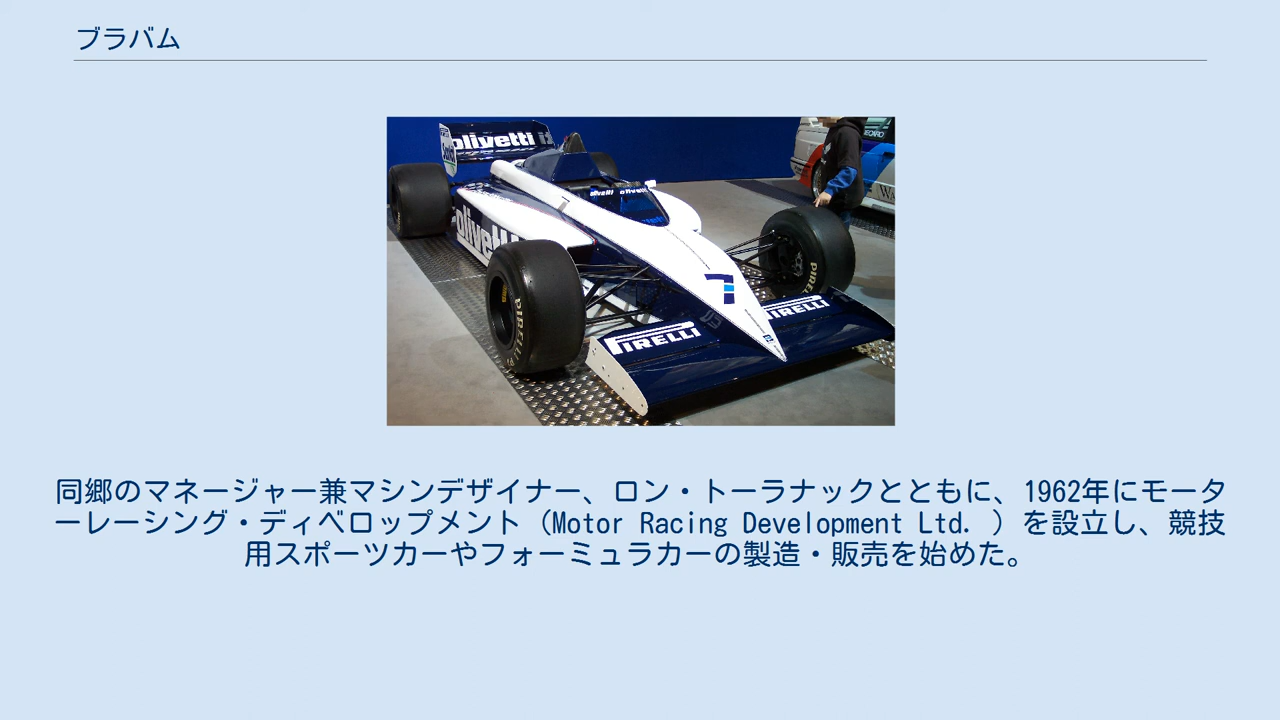 ブラバム
olivetti
olivetti
olivetti olivetti
RECARO
7
PIRELLI
PIRELLI
PIRELLI
同郷のマネージャー兼マシンデザイナー、ロン・トーラナックとともに、1962年にモータ
ーレーシング・ディベロップメント（Motor Racing Development Ltd. ）を設立し、競技
用スポーツカーやフォーミュラカーの製造・販売を始めた。